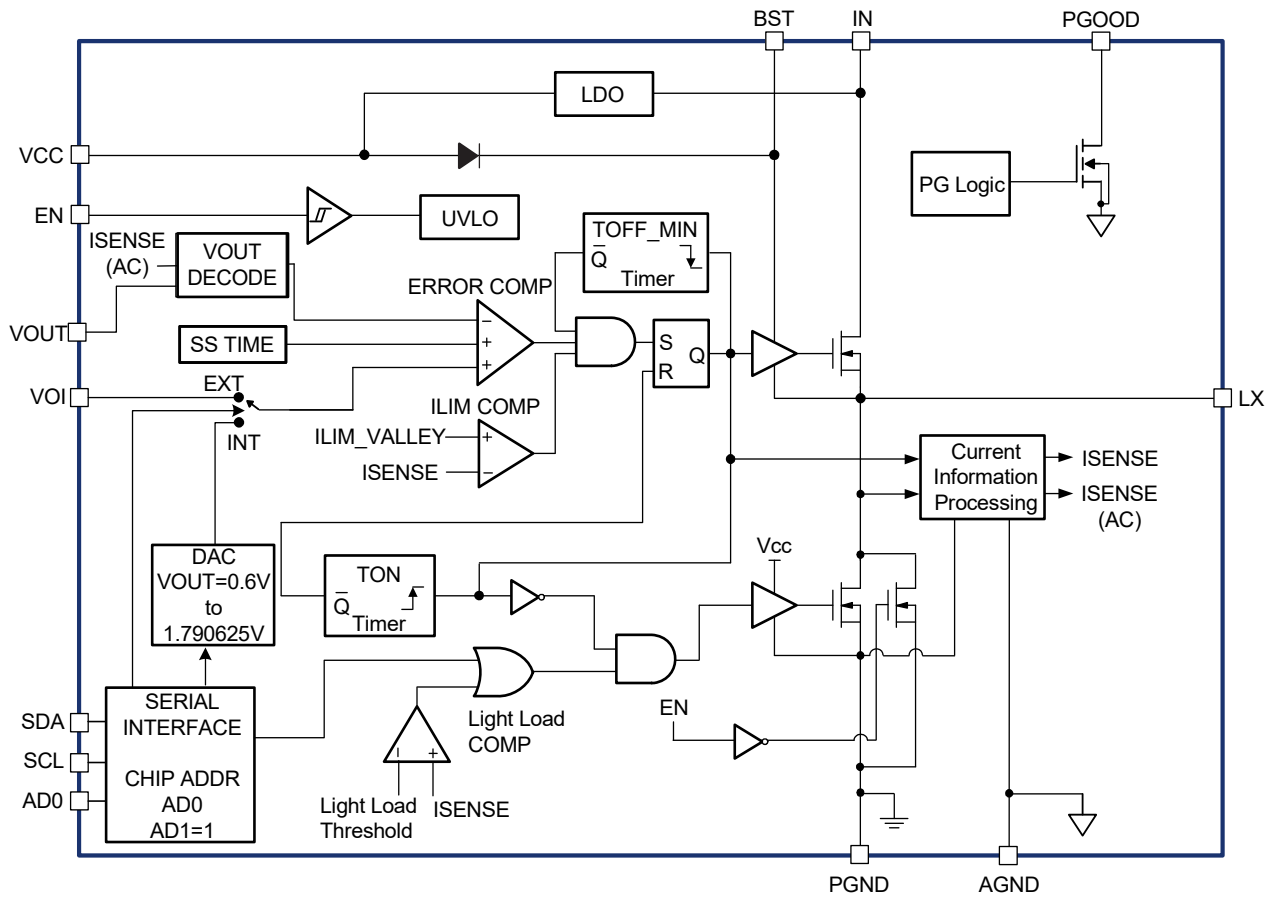 BST
IN
PGOOD
LDO
VCC
PG Logic
EN
UVLO
TOFF_MIN
Q̅
Timer
ISENSE
(AC)
VOUT
DECODE
ERROR COMP
−
+
+
VOUT
SS TIME
S
R
Q
VOI
EXT
INT
LX
ILIM COMP
ILIM_VALLEY
+
ISENSE
−
Current
Information
Processing
ISENSE
ISENSE
(AC)
DAC
VOUT=0.6V
to
1.790625V
TON
Q̅
Timer
Vcc
SERIAL
INTERFACE
CHIP ADDR
AD0
AD1=1
SDA
SCL
AD0
Light Load
COMP
−
+
Light Load
Threshold
ISENSE
EN
PGND
AGND